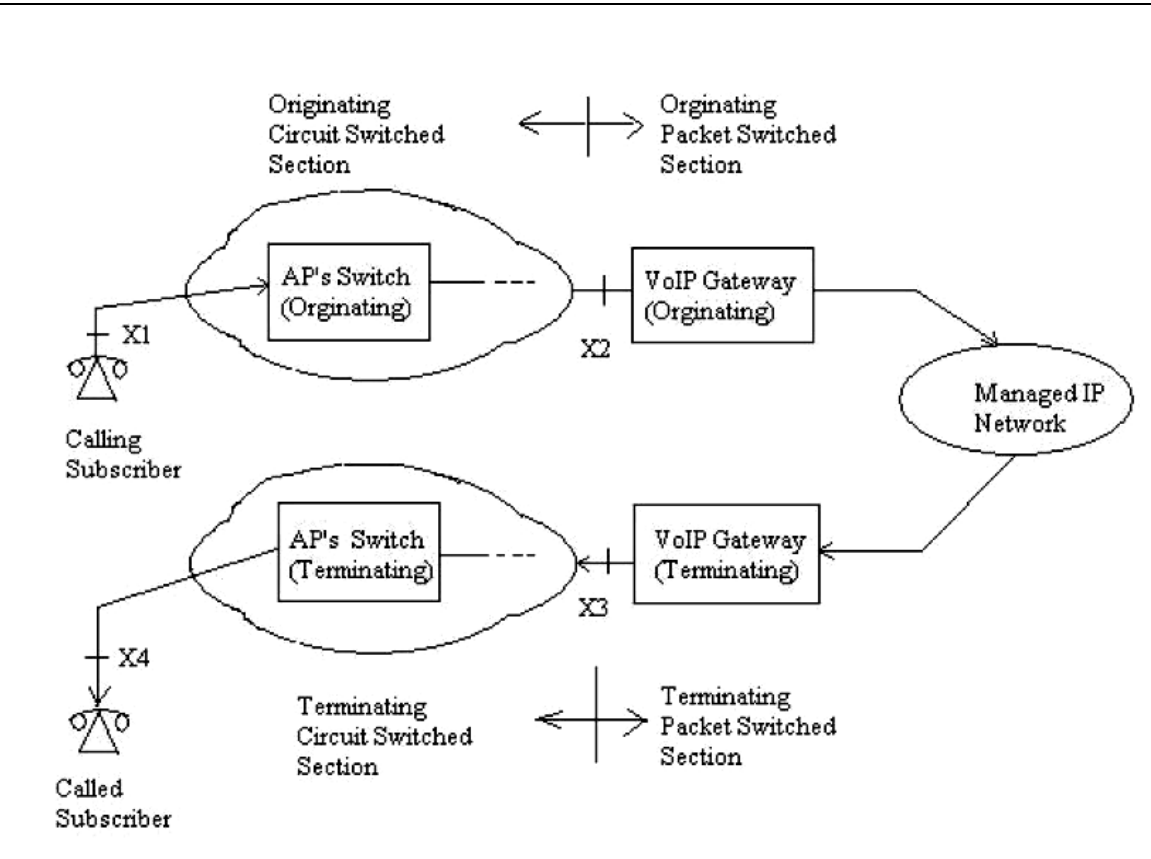 Originating
Circuit Switched
Section
Orginating
Packet Switched
Section
AP's Switch
(Orginating)
VoIP Gateway
(Orginating)
X1
X2
Managed IP
Network
Calling
Subscriber
AP's Switch
(Terminating)
VoIP Gateway
(Terminating)
X3
X4
Terminating
Circuit Switched
Section
Terminating
Packet Switched
Section
Called
Subscriber